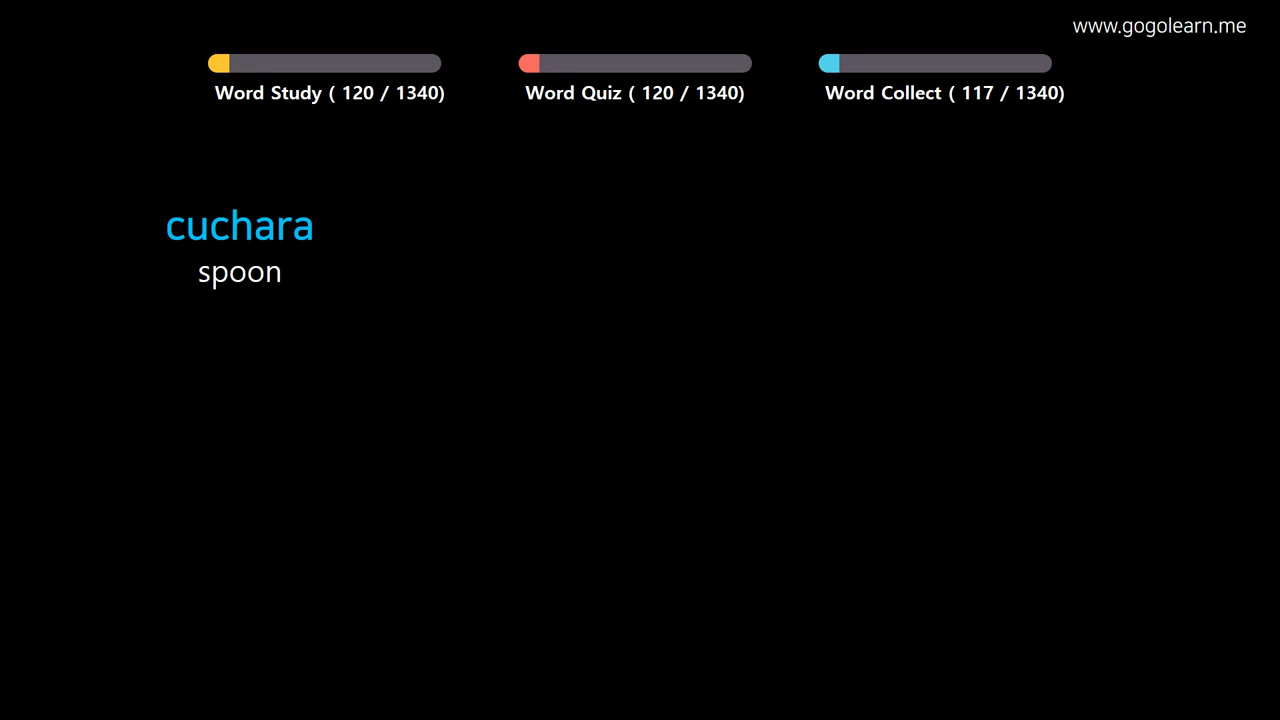 www.gogolearn.me
Word Study ( 120 / 1340)
Word Quiz ( 120 / 1340)
Word Collect ( 117 / 1340)
cuchara
spoon